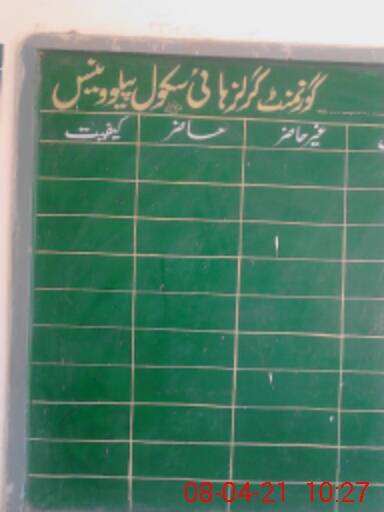 گورنمنٹ گرلز ہائی سکول پیلووینس
غیر حاضر حاضر کیفیت
08-04-21 10:27